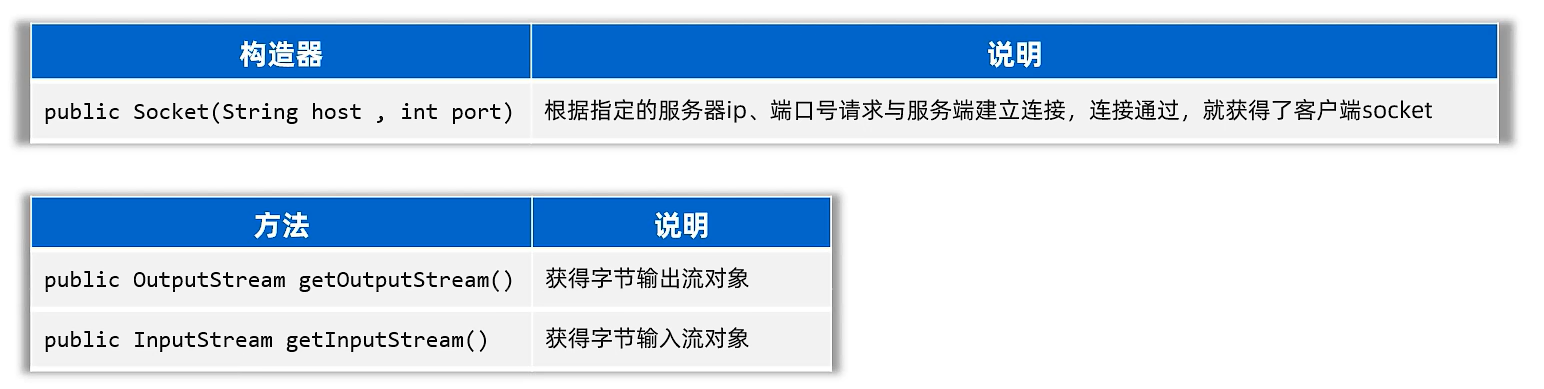 构造器 说明
public Socket(String host , int port) 根据指定的服务器ip、端口号请求与服务端建立连接，连接通过，就获得了客户端socket
方法 说明
public OutputStream getOutputStream() 获得字节输出流对象
public InputStream getInputStream() 获得字节输入流对象